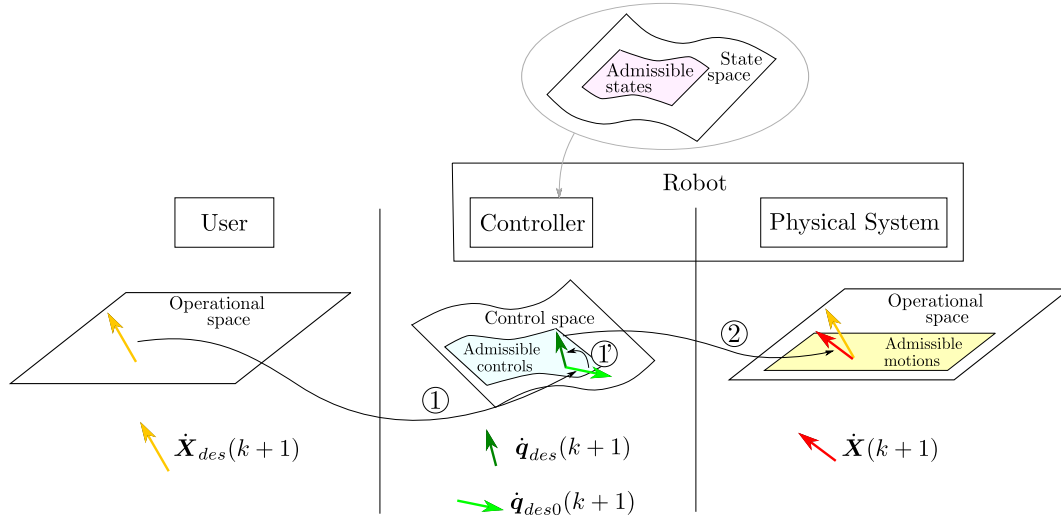 State
space
Admissible
states
Robot
User
Controller
Physical System
Operational
space
Control space
Admissible
controls
1
1'
2
Operational
space
Admissible
motions
Ẋ_des(k + 1)
q̇_des(k + 1)
Ẋ(k + 1)
q̇_des0(k + 1)